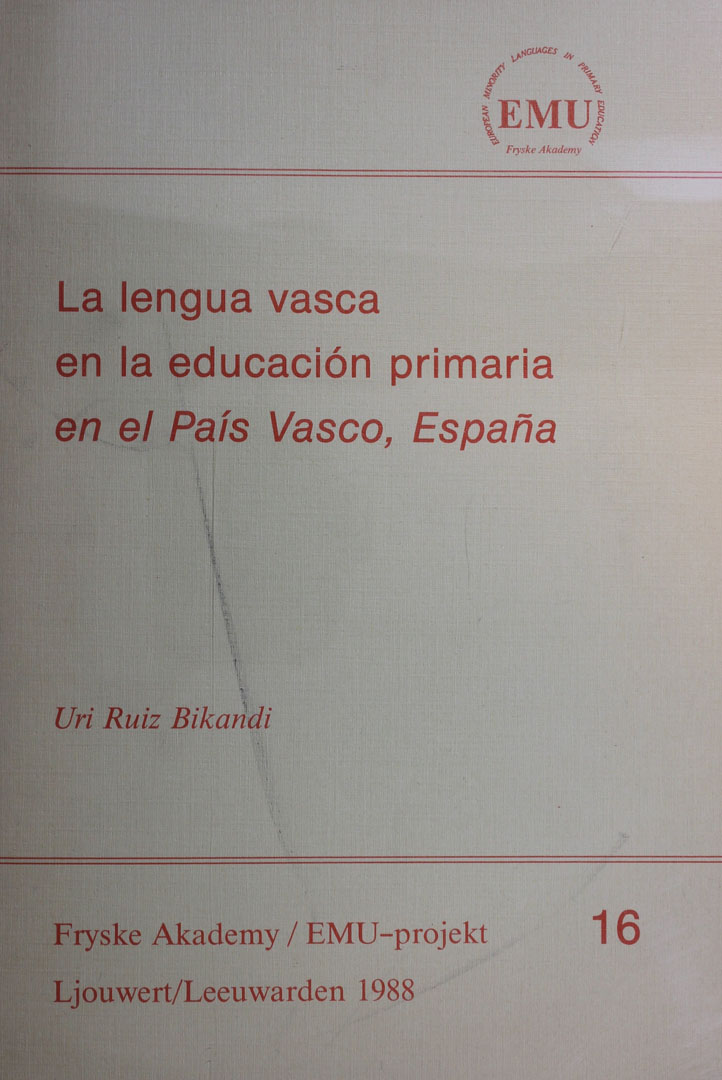 EUROPEAN MINORITY LANGUAGES IN PRIMARY EDUCATION
EMU
Fryske Akademy
La lengua vasca
en la educación primaria
en el País Vasco, España
Uri Ruiz Bikandi
Fryske Akademy / EMU-projekt 16
Ljouwert/Leeuwarden 1988